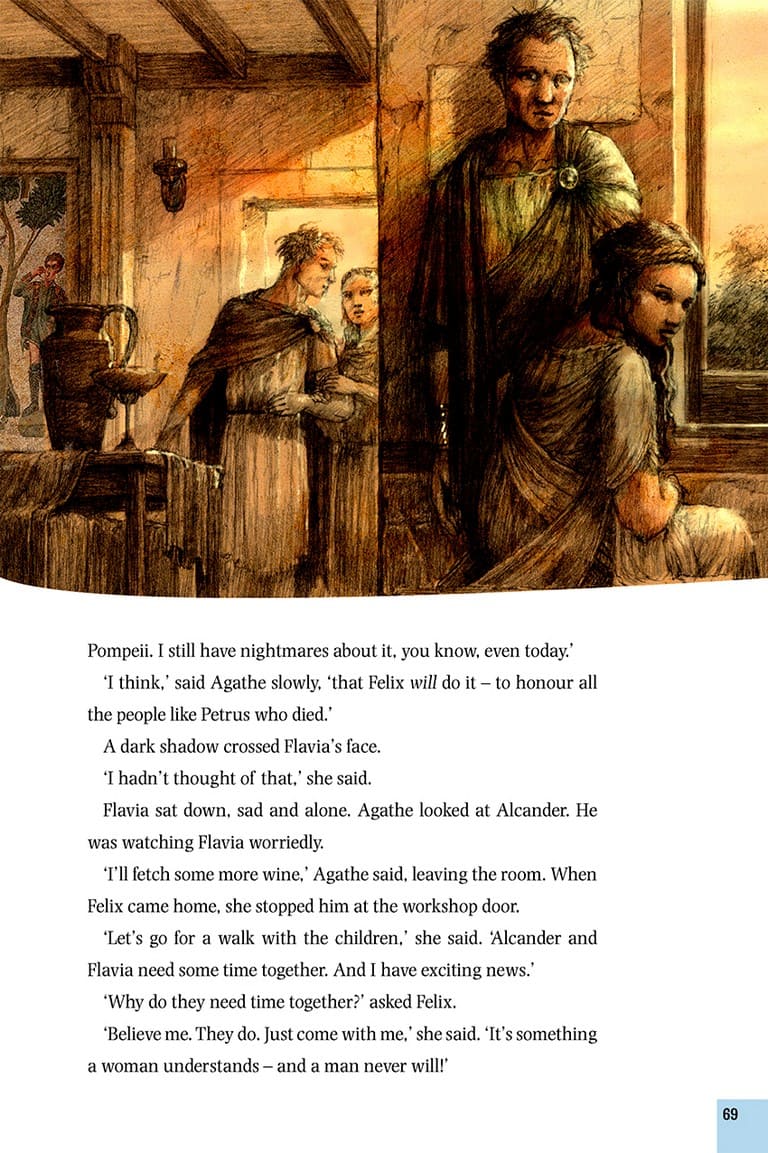 Pompeii. I still have nightmares about it, you know, even today.’
‘I think,’ said Agathe slowly, ‘that Felix will do it – to honour all
the people like Petrus who died.’
A dark shadow crossed Flavia’s face.
‘I hadn’t thought of that,’ she said.
Flavia sat down, sad and alone. Agathe looked at Alcander. He
was watching Flavia worriedly.
‘I’ll fetch some more wine,’ Agathe said, leaving the room. When
Felix came home, she stopped him at the workshop door.
‘Let’s go for a walk with the children,’ she said. ‘Alcander and
Flavia need some time together. And I have exciting news.’
‘Why do they need time together?’ asked Felix.
‘Believe me. They do. Just come with me,’ she said. ‘It’s something
a woman understands – and a man never will!’
69